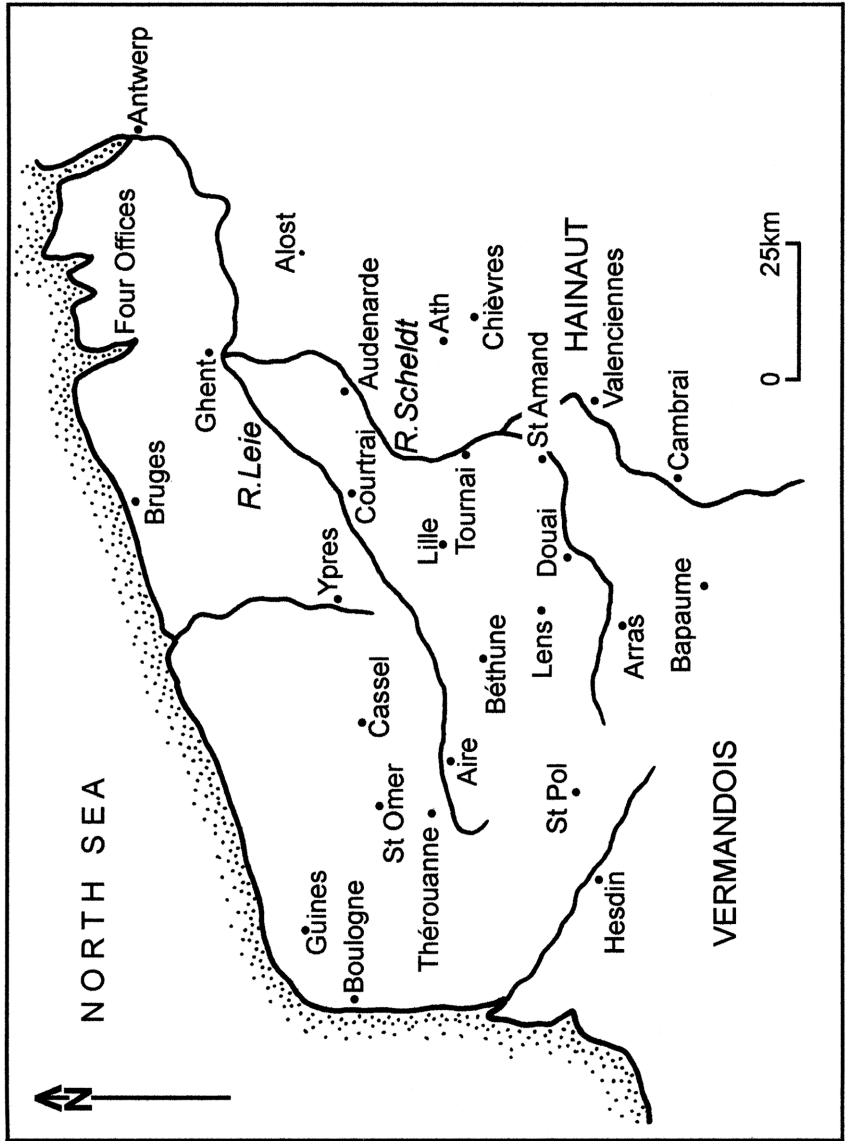 N
NORTH SEA
Antwerp
Four Offices
Bruges
Ghent
Alost
R.Leie
Audenarde
Ypres
Courtrai
R.Scheldt
Ath
Chièvres
Güines
Boulogne
St Omer
Cassel
Thérouanne
Aire
Béthune
Lille
Tournai
St Amand
HAINAUT
Valenciennes
Lens
Douai
St Pol
Arras
Hesdin
Bapaume
Cambrai
VERMANDOIS
0 25km